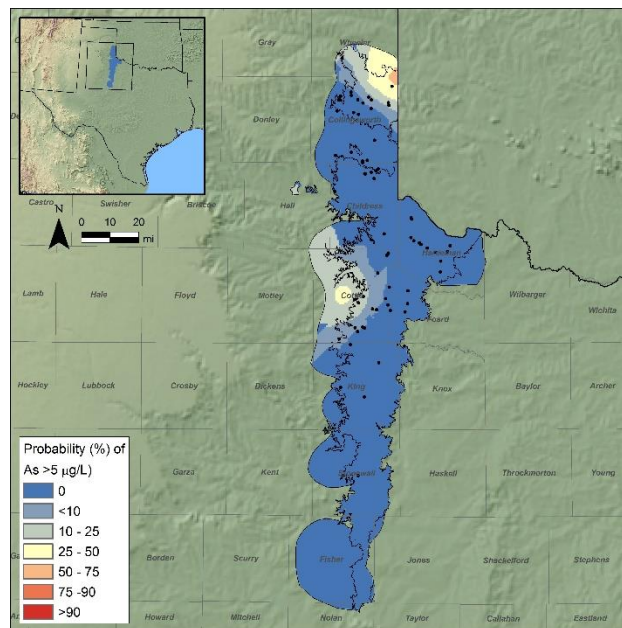 Gray
Wheeler
Donley
Collingsworth
Castro
Swisher
Briscoe
Hall
Childress
N
0 10 20
mi
Hardeman
Lamb
Hale
Floyd
Motley
Cottle
Wilbarger
Wichita
Foard
Hockley
Lubbock
Crosby
Dickens
King
Knox
Baylor
Archer
Probability (%) of
As >5 µg/L)
0
<10
10 - 25
25 - 50
50 - 75
75 -90
>90
Garza
Kent
Stonewall
Haskell
Throckmorton
Young
Borden
Scurry
Fisher
Jones
Shackelford
Stephens
Howard
Mitchell
Nolan
Taylor
Callahan
Eastland